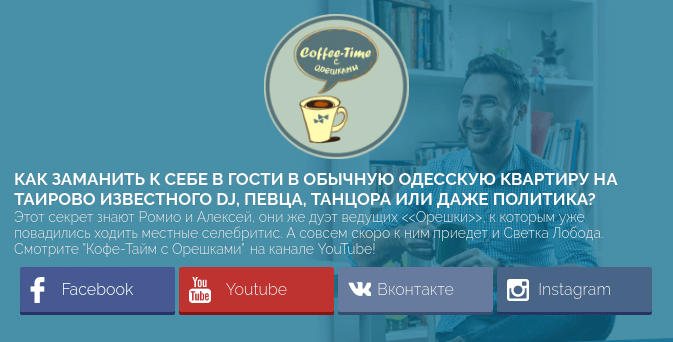 Coffee-Time
с
орешками
КАК ЗАМАНИТЬ К СЕБЕ В ГОСТИ В ОБЫЧНУЮ ОДЕССКУЮ КВАРТИРУ НА
ТАИРОВО ИЗВЕСТНОГО DJ, ПЕВЦА, ТАНЦОРА ИЛИ ДАЖЕ ПОЛИТИКА?
Этот секрет знают Ромио и Алексей, они же дуэт ведущих <<Орешки>>, к которым уже
повадились ходить местные селебритис. А совсем скоро к ним приедет и Светка Лобода.
Смотрите "Кофе-Тайм с Орешками" на канале YouTube!
Facebook
You
Tube
Youtube
Вконтакте
Instagram